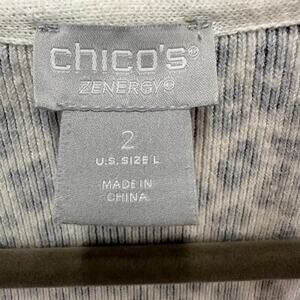 chico's®
ZENERGY®
2
U.S. SIZE L
MADE IN
CHINA